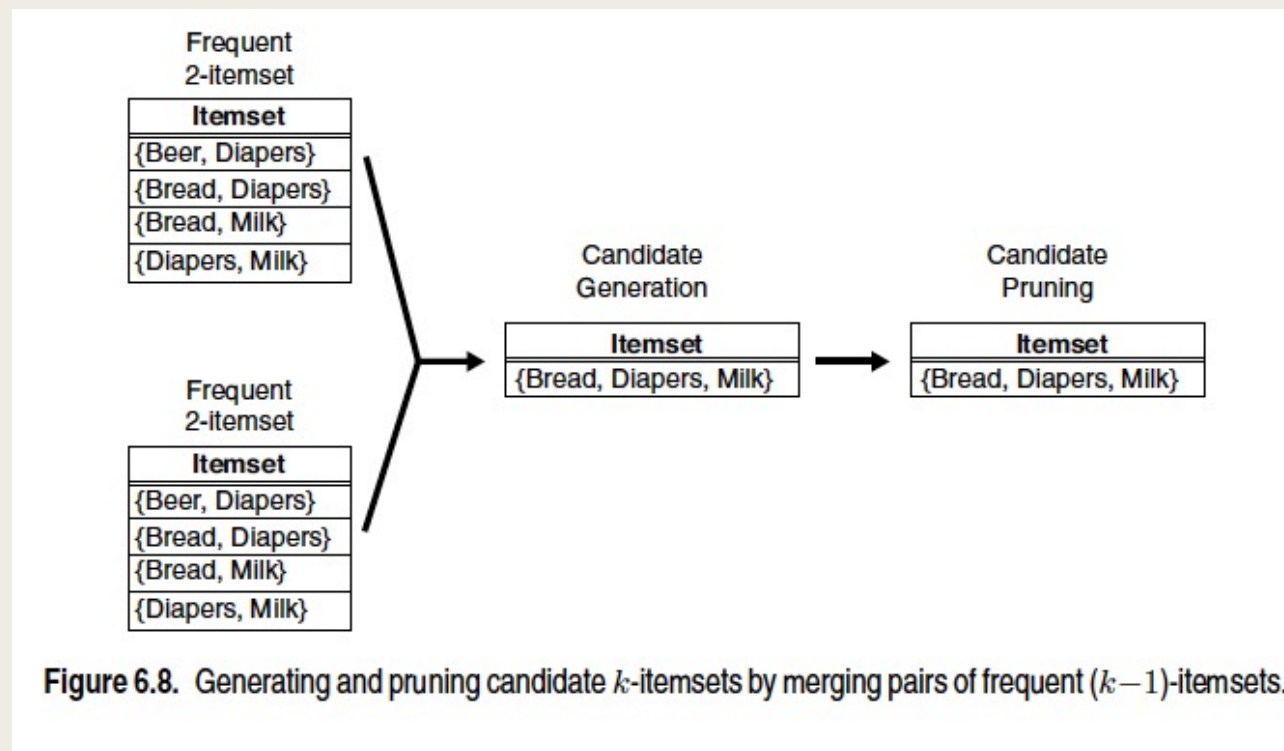 Frequent
2-itemset
Itemset
{Beer, Diapers}
{Bread, Diapers}
{Bread, Milk}
{Diapers, Milk}
Frequent
2-itemset
Itemset
{Beer, Diapers}
{Bread, Diapers}
{Bread, Milk}
{Diapers, Milk}
Candidate
Generation
Itemset
{Bread, Diapers, Milk}
Candidate
Pruning
Itemset
{Bread, Diapers, Milk}
Figure 6.8. Generating and pruning candidate k-itemsets by merging pairs of frequent (k−1)-itemsets.